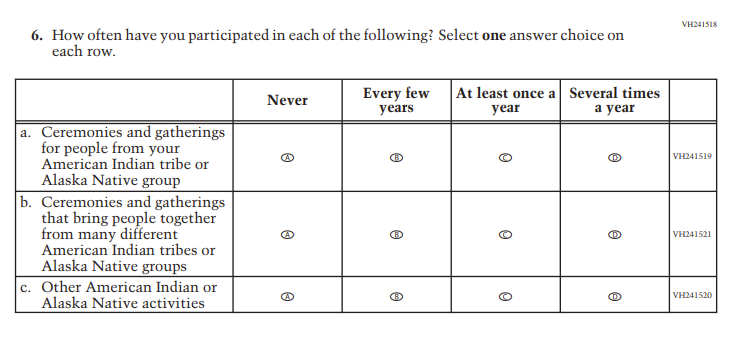 VH241518
6. How often have you participated in each of the following? Select one answer choice on
each row.
Never
Every few
years
At least once a
year
Several times
a year
a. Ceremonies and gatherings
for people from your
American Indian tribe or
Alaska Native group
A B C D VH241519
b. Ceremonies and gatherings
that bring people together
from many different
American Indian tribes or
Alaska Native groups
A B C D VH241521
c. Other American Indian or
Alaska Native activities
A B C D VH241520